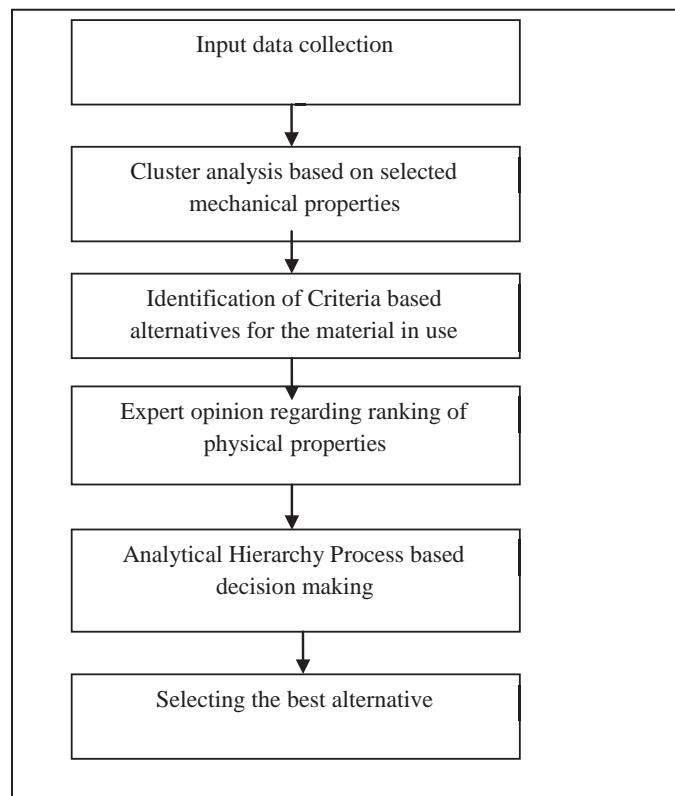 Input data collection
Cluster analysis based on selected
mechanical properties
Identification of Criteria based
alternatives for the material in use
Expert opinion regarding ranking of
physical properties
Analytical Hierarchy Process based
decision making
Selecting the best alternative